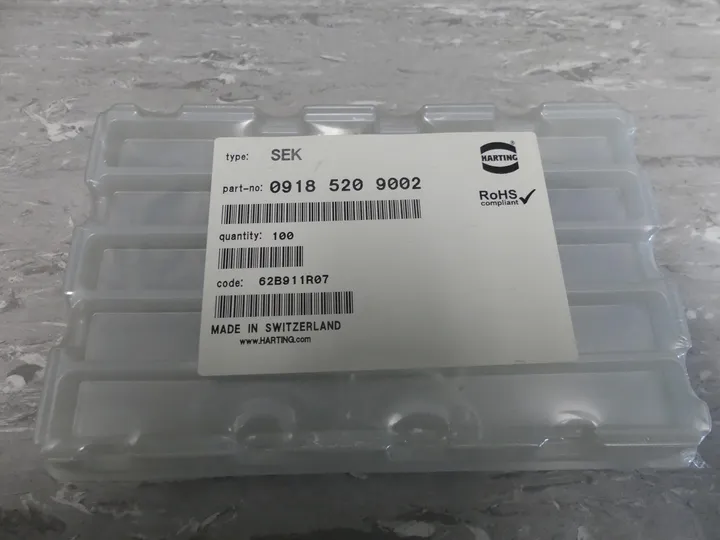 type: SEK
HARTING
part-no: 0918 520 9002
RoHS
compliant
quantity: 100
code: 62B911R07
MADE IN SWITZERLAND
www.HARTING.com